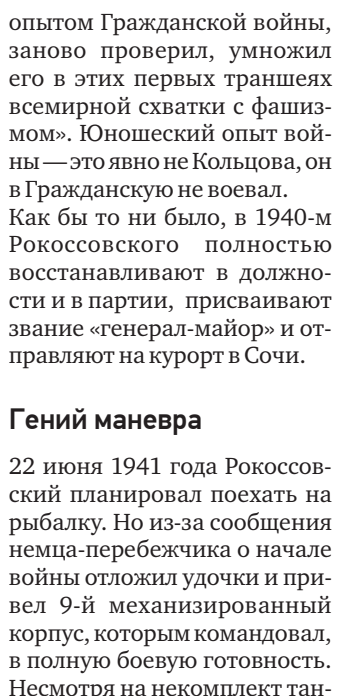 опытом Гражданской войны,
заново проверил, умножил
его в этих первых траншеях
всемирной схватки с фашиз-
мом». Юношеский опыт вой-
ны — это явно не Кольцова, он
в Гражданскую не воевал.
Как бы то ни было, в 1940-м
Рокоссовского полностью
восстанавливают в должно-
сти и в партии, присваивают
звание «генерал-майор» и от-
правляют на курорт в Сочи.
Гений маневра
22 июня 1941 года Рокоссов-
ский планировал поехать на
рыбалку. Но из-за сообщения
немца-перебежчика о начале
войны отложил удочки и при-
вел 9-й механизированный
корпус, которым командовал,
в полную боевую готовность.
Несмотря на некомплект тан-